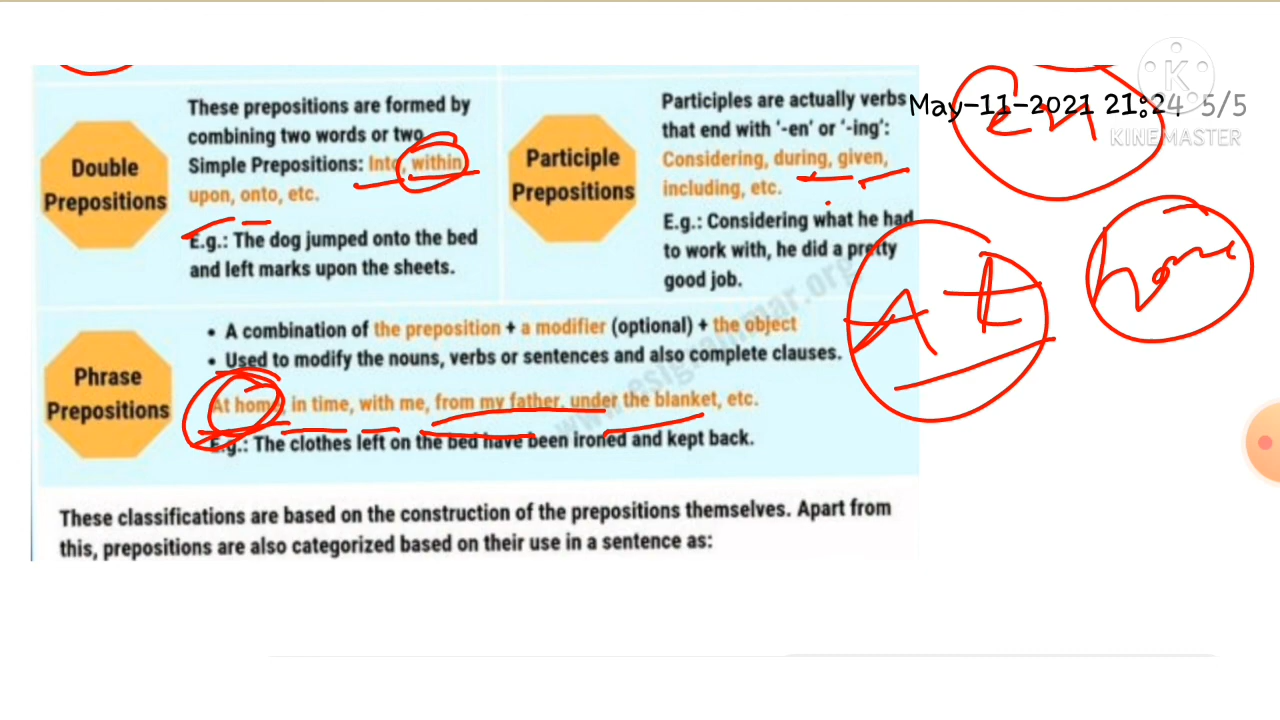 These prepositions are formed by
combining two words or two
Simple Prepositions: Into, within
upon, onto, etc.
E.g.: The dog jumped onto the bed
and left marks upon the sheets.
Double
Prepositions
Participles are actually verbs
that end with '-en' or '-ing':
Considering, during, given,
including, etc.
E.g.: Considering what he had
to work with, he did a pretty
good job.
Participle
Prepositions
May-11-2021 21:24 5/5
K
KINEMASTER
en
At
home
• A combination of the preposition + a modifier (optional) + the object
• Used to modify the nouns, verbs or sentences and also complete clauses.
At home, in time, with me, from my father, under the blanket, etc.
E.g.: The clothes left on the bed have been ironed and kept back.
Phrase
Prepositions
www.eslgrammar.org
These classifications are based on the construction of the prepositions themselves. Apart from
this, prepositions are also categorized based on their use in a sentence as: